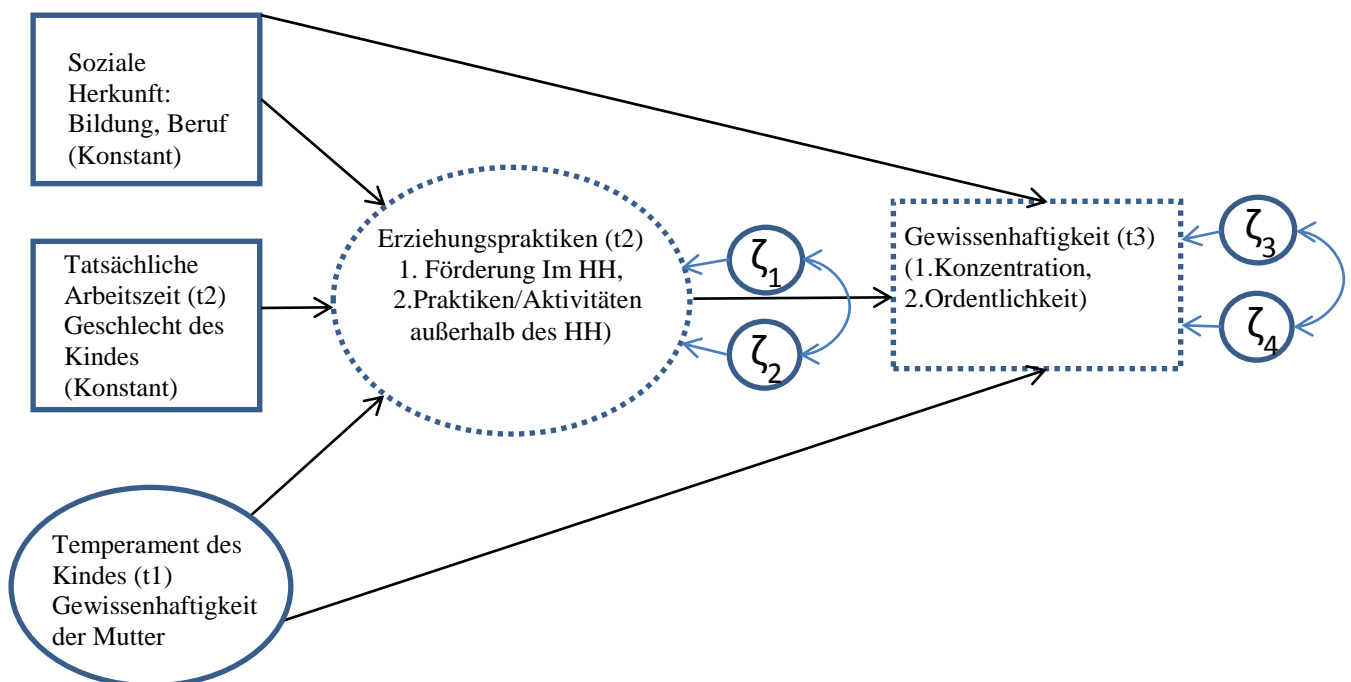 Soziale
Herkunft:
Bildung, Beruf
(Konstant)
Tatsächliche
Arbeitszeit (t2)
Geschlecht des
Kindes
(Konstant)
Temperament des
Kindes (t1)
Gewissenhaftigkeit
der Mutter
Erziehungspraktiken (t2)
1. Förderung Im HH,
2.Praktiken/Aktivitäten
außerhalb des HH)
ζ1
ζ2
Gewissenhaftigkeit (t3)
(1.Konzentration,
2.Ordentlichkeit)
ζ3
ζ4